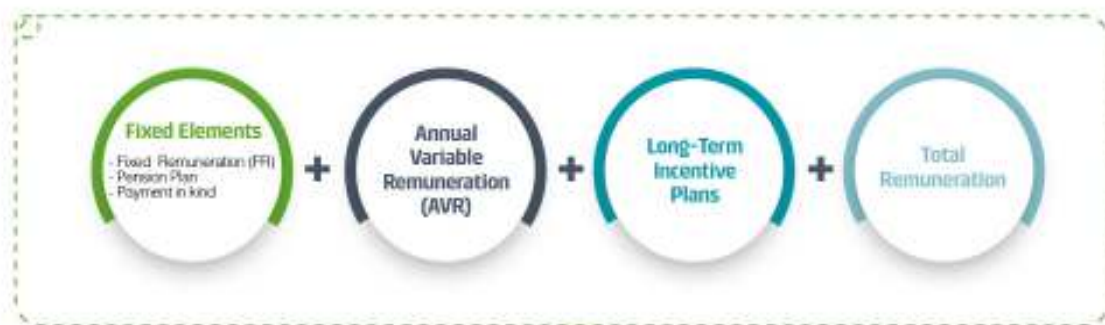 Fixed Elements
- Fixed Remuneration (FR)
- Pension Plan
- Payment in kind
+
Annual
Variable
Remuneration
(AVR)
+
Long-Term
Incentive
Plans
+
Total
Remuneration